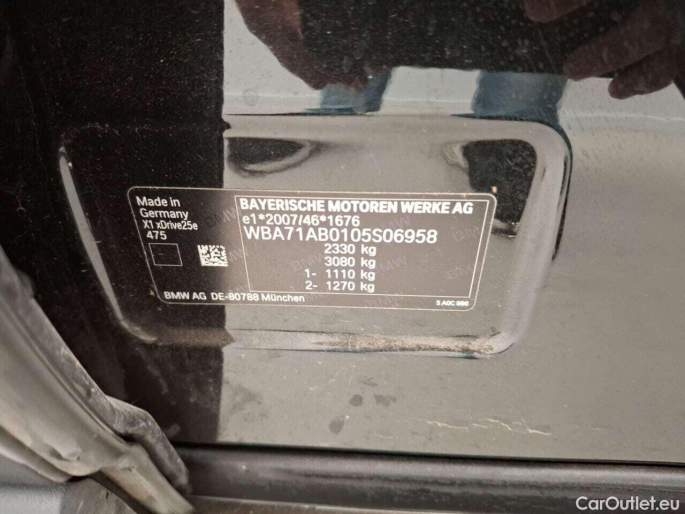 Made in
Germany
X1 xDrive25e
475
BAYERISCHE MOTOREN WERKE AG
e1*2007/46*1676
WBA71AB0105S06958
2330 kg
3080 kg
1- 1110 kg
2- 1270 kg
BMW AG DE-80788 München
CarOutlet.eu